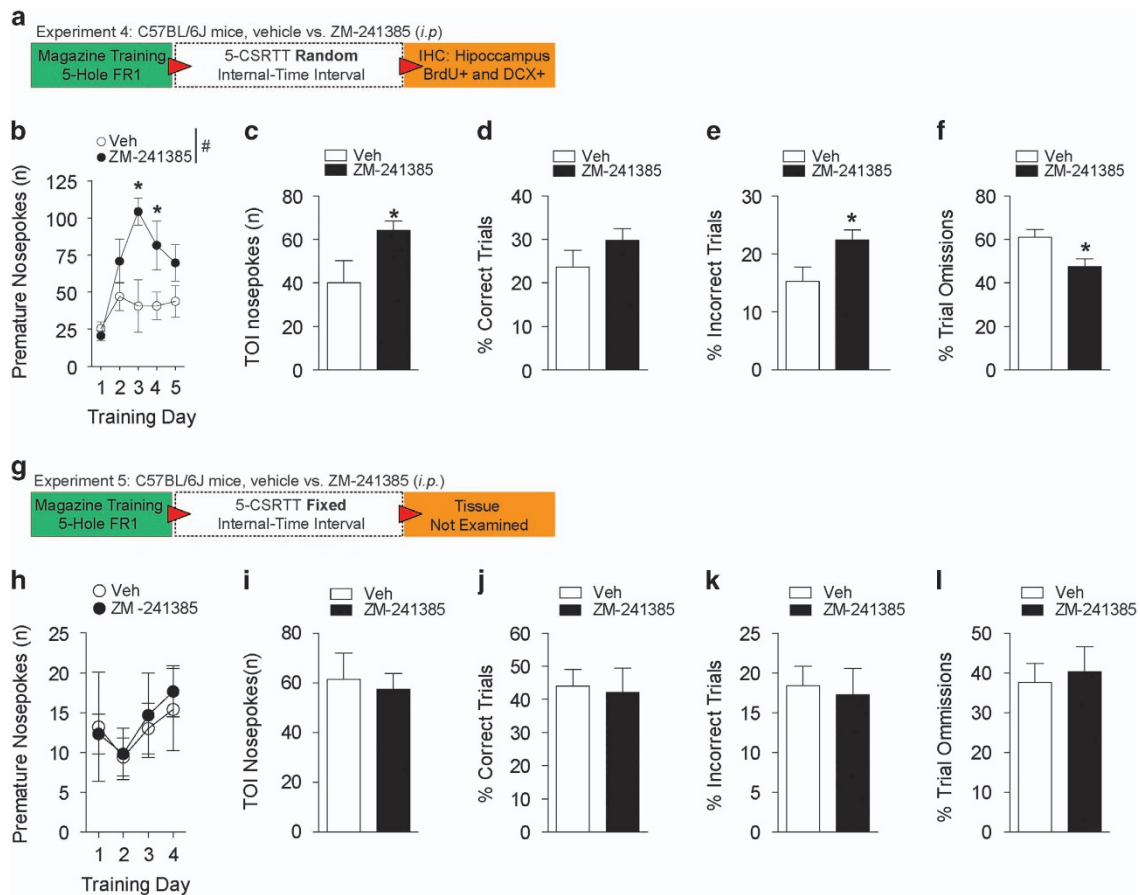 a
Experiment 4: C57BL/6J mice, vehicle vs. ZM-241385 (i.p)
Magazine Training
5-Hole FR1
5-CSRTT Random
Internal-Time Interval
IHC: Hipoccampus
BrdU+ and DCX+
b
Veh
ZM-241385
#
Premature Nosepokes (n)
125
100
75
50
25
0
* *
1 2 3 4 5
Training Day
c
Veh
ZM-241385
TOI nosepokes (n)
80
60
40
20
0
*
d
Veh
ZM-241385
% Correct Trials
40
30
20
10
0
e
Veh
ZM-241385
% Incorrect Trials
30
20
10
0
*
f
Veh
ZM-241385
% Trial Omissions
80
60
40
20
0
*
g
Experiment 5: C57BL/6J mice, vehicle vs. ZM-241385 (i.p.)
Magazine Training
5-Hole FR1
5-CSRTT Fixed
Internal-Time Interval
Tissue
Not Examined
h
Veh
ZM -241385
Premature Nosepokes (n)
25
20
15
10
5
0
1 2 3 4
Training Day
i
Veh
ZM-241385
TOI Nosepokes(n)
80
60
40
20
0
j
Veh
ZM-241385
% Correct Trials
60
50
40
30
20
10
0
k
Veh
ZM-241385
% Incorrect Trials
30
20
10
0
l
Veh
ZM-241385
% Trial Ommissions
50
40
30
20
10
0